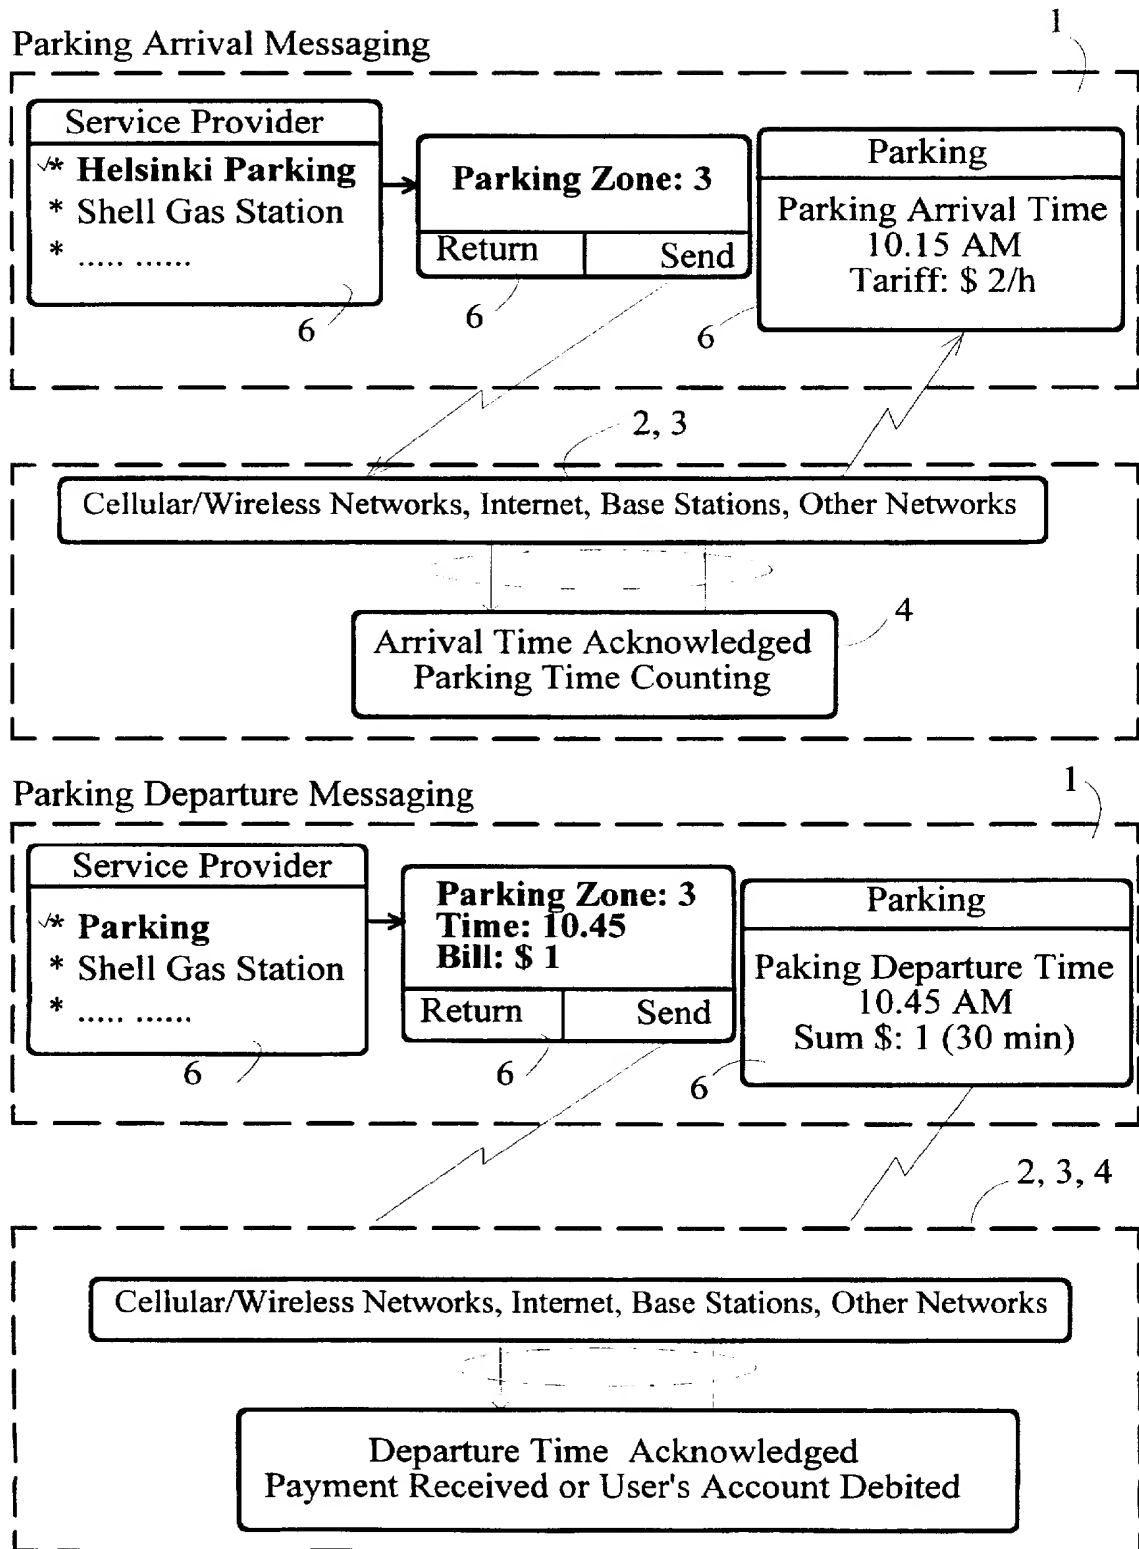 1
Parking Arrival Messaging
Service Provider
* Helsinki Parking
* Shell Gas Station
* ..... ......
6
Parking Zone: 3
Return Send
6
Parking
Parking Arrival Time
10.15 AM
Tariff: $ 2/h
6
2, 3
Cellular/Wireless Networks, Internet, Base Stations, Other Networks
4
Arrival Time Acknowledged
Parking Time Counting
Parking Departure Messaging
1
Service Provider
* Parking
* Shell Gas Station
* ..... ......
6
Parking Zone: 3
Time: 10.45
Bill: $ 1
Return Send
6
Parking
Paking Departure Time
10.45 AM
Sum $: 1 (30 min)
6
2, 3, 4
Cellular/Wireless Networks, Internet, Base Stations, Other Networks
Departure Time Acknowledged
Payment Received or User's Account Debited